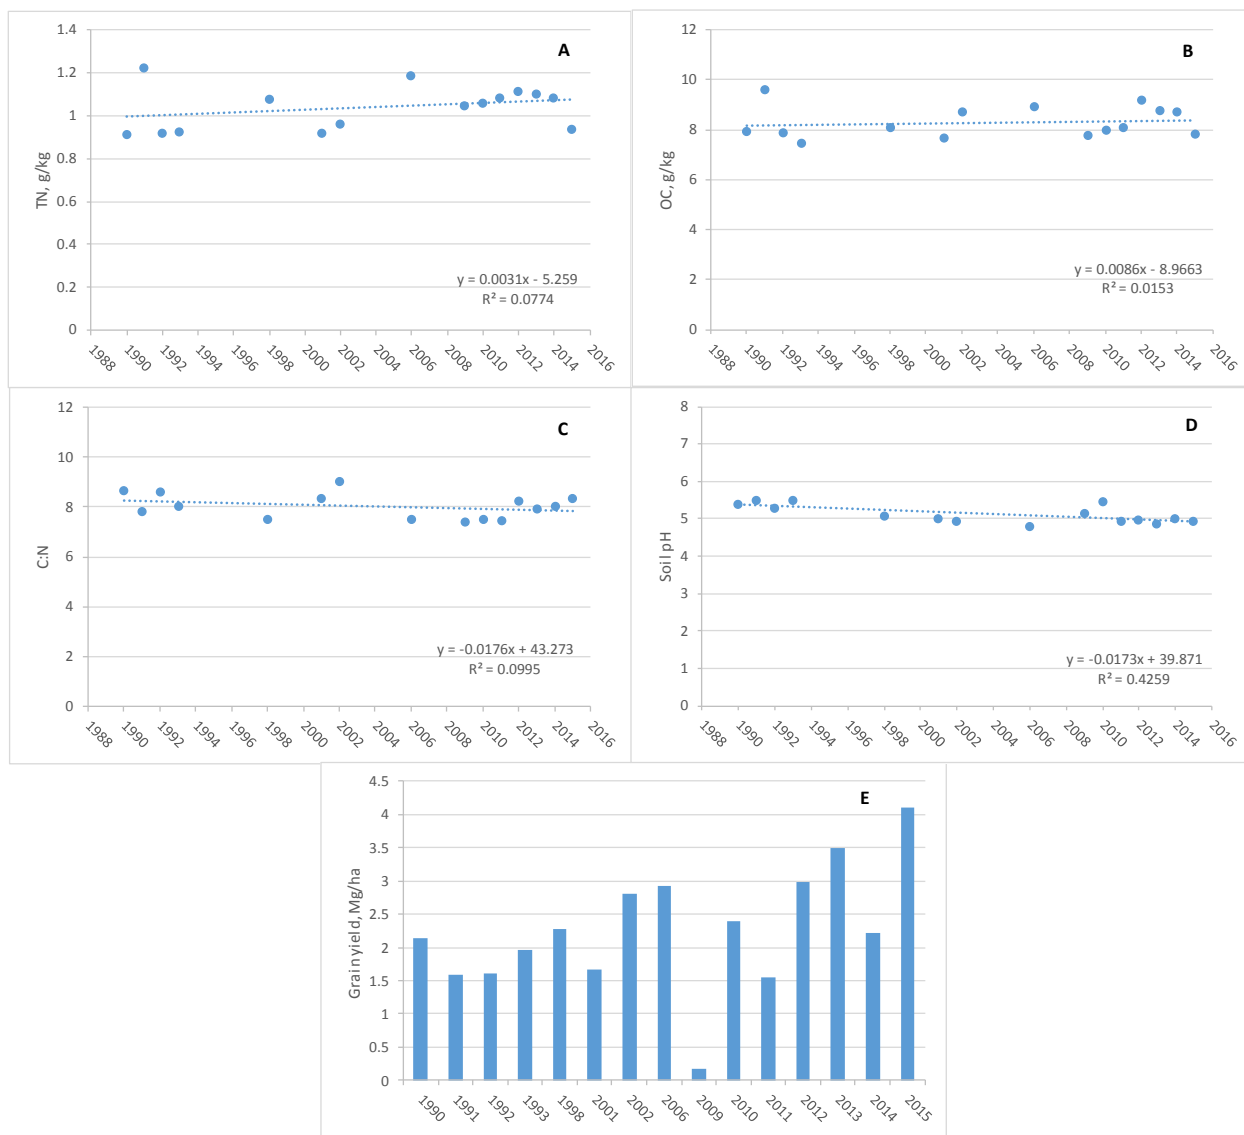 A
TN, g/kg
1.4
1.2
1
0.8
0.6
0.4
0.2
0
y = 0.0031x - 5.259
R² = 0.0774
1988 1990 1992 1994 1996 1998 2000 2002 2004 2006 2008 2010 2012 2014 2016
B
OC, g/kg
12
10
8
6
4
2
0
y = 0.0086x - 8.9663
R² = 0.0153
1988 1990 1992 1994 1996 1998 2000 2002 2004 2006 2008 2010 2012 2014 2016
C
C:N
12
10
8
6
4
2
0
y = -0.0176x + 43.273
R² = 0.0995
1988 1990 1992 1994 1996 1998 2000 2002 2004 2006 2008 2010 2012 2014 2016
D
Soil pH
8
7
6
5
4
3
2
1
0
y = -0.0173x + 39.871
R² = 0.4259
1988 1990 1992 1994 1996 1998 2000 2002 2004 2006 2008 2010 2012 2014 2016
E
Grain yield, Mg/ha
4.5
4
3.5
3
2.5
2
1.5
1
0.5
0
1990 1991 1992 1993 1998 2001 2002 2006 2009 2010 2011 2012 2013 2014 2015